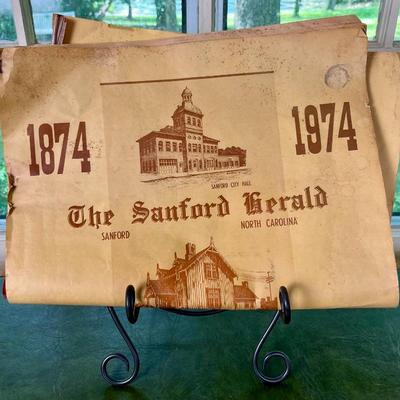 1874
1974
SANFORD CITY HALL
The Sanford Herald
SANFORD
NORTH CAROLINA